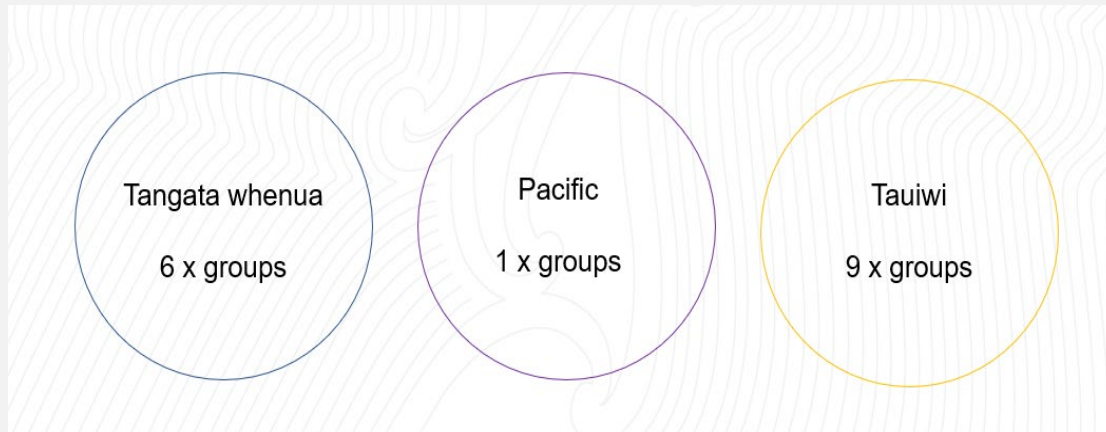 Tangata whenua
6 x groups
Pacific
1 x groups
Tauiwi
9 x groups